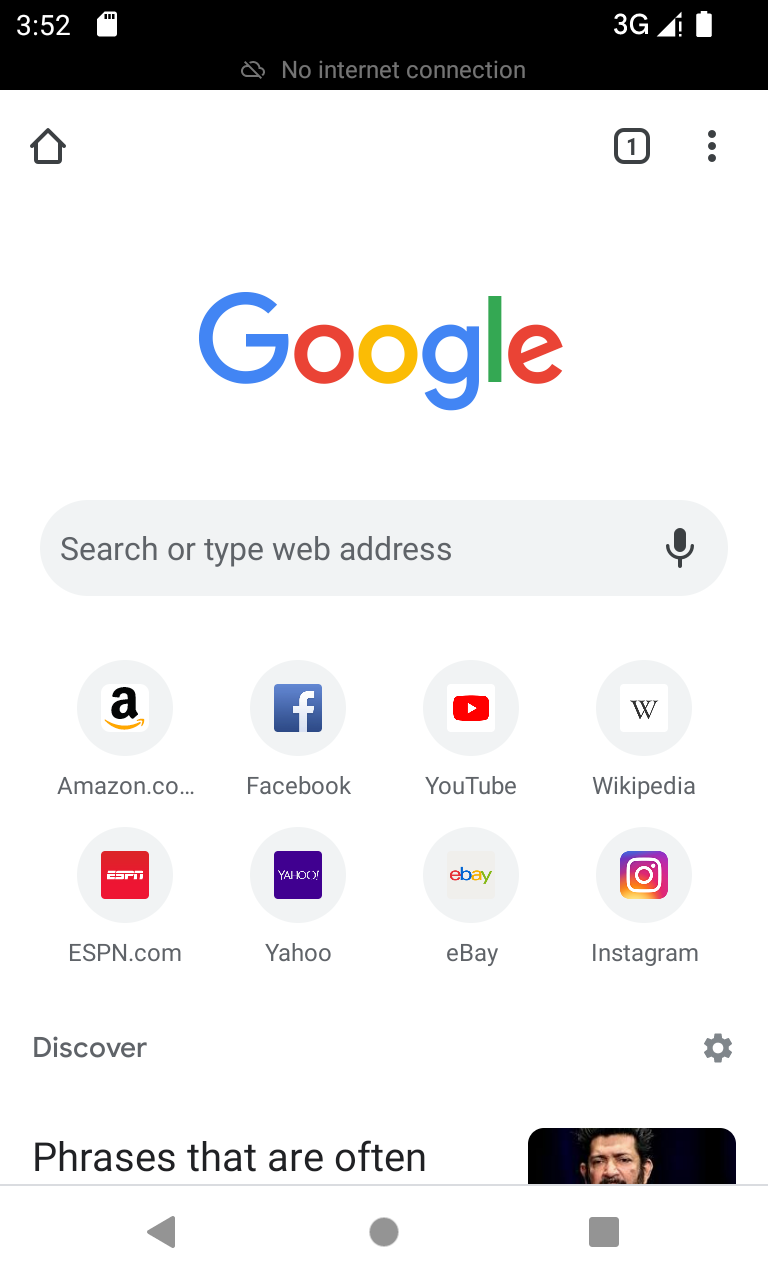 3:52
3G
No internet connection
1
Google
Search or type web address
a
Amazon.co…
f
Facebook
YouTube
W
Wikipedia
ESPN
ESPN.com
YAHOO!
Yahoo
ebay
eBay
Instagram
Discover
Phrases that are often